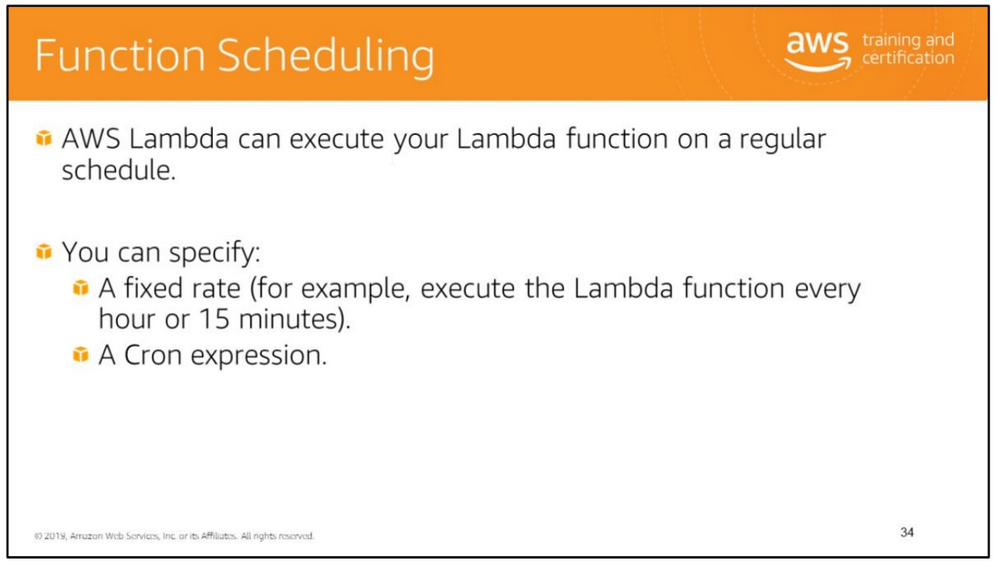 Function Scheduling
aws training and
certification
AWS Lambda can execute your Lambda function on a regular
schedule.
You can specify:
A fixed rate (for example, execute the Lambda function every
hour or 15 minutes).
A Cron expression.
© 2019, Amazon Web Services, Inc. or its Affiliates. All rights reserved.
34